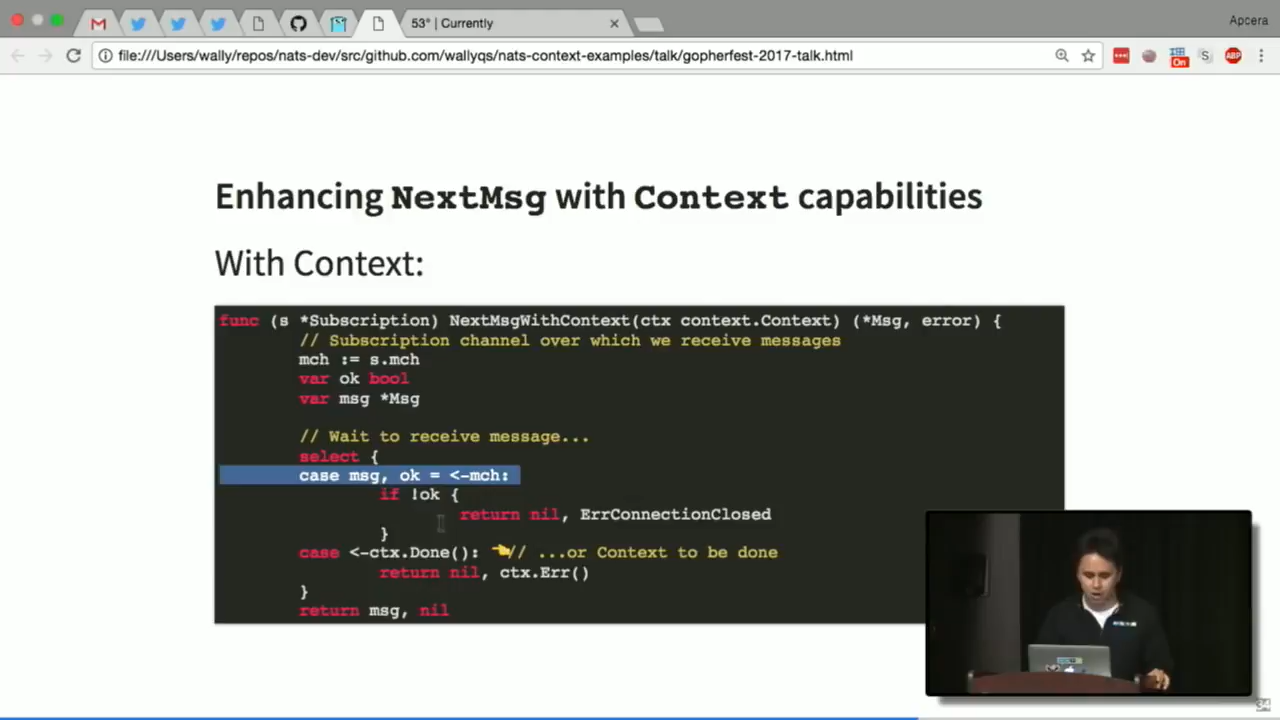 53° | Currently
Apcera
file:///Users/wally/repos/nats-dev/src/github.com/wallyqs/nats-context-examples/talk/gopherfest-2017-talk.html
On
S
ABP
Enhancing NextMsg with Context capabilities
With Context:
func (s *Subscription) NextMsgWithContext(ctx context.Context) (*Msg, error) {
// Subscription channel over which we receive messages
mch := s.mch
var ok bool
var msg *Msg
// Wait to receive message...
select {
case msg, ok = <-mch:
if !ok {
return nil, ErrConnectionClosed
}
case <-ctx.Done(): 👈// ...or Context to be done
return nil, ctx.Err()
}
return msg, nil